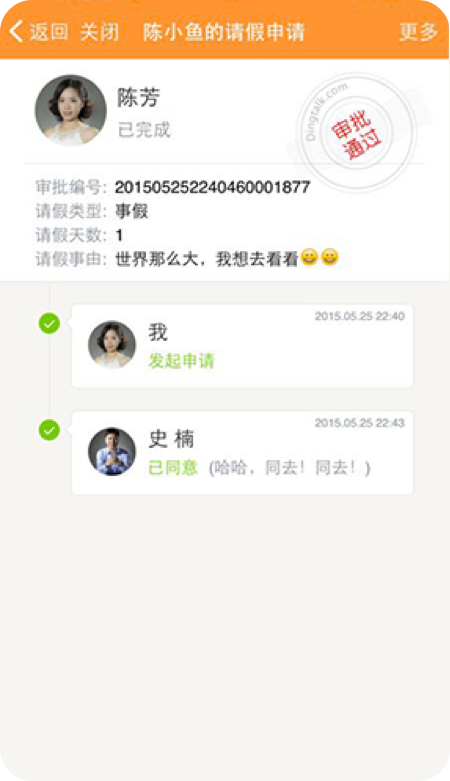 返回 关闭 陈小鱼的请假申请 更多
陈芳
已完成
Dingtalk.com
审批
通过
审批编号: 201505252240460001877
请假类型: 事假
请假天数: 1
请假事由: 世界那么大，我想去看看😀😀
2015.05.25 22:40
我
发起申请
2015.05.25 22:43
史 楠
已同意 (哈哈，同去！同去！)